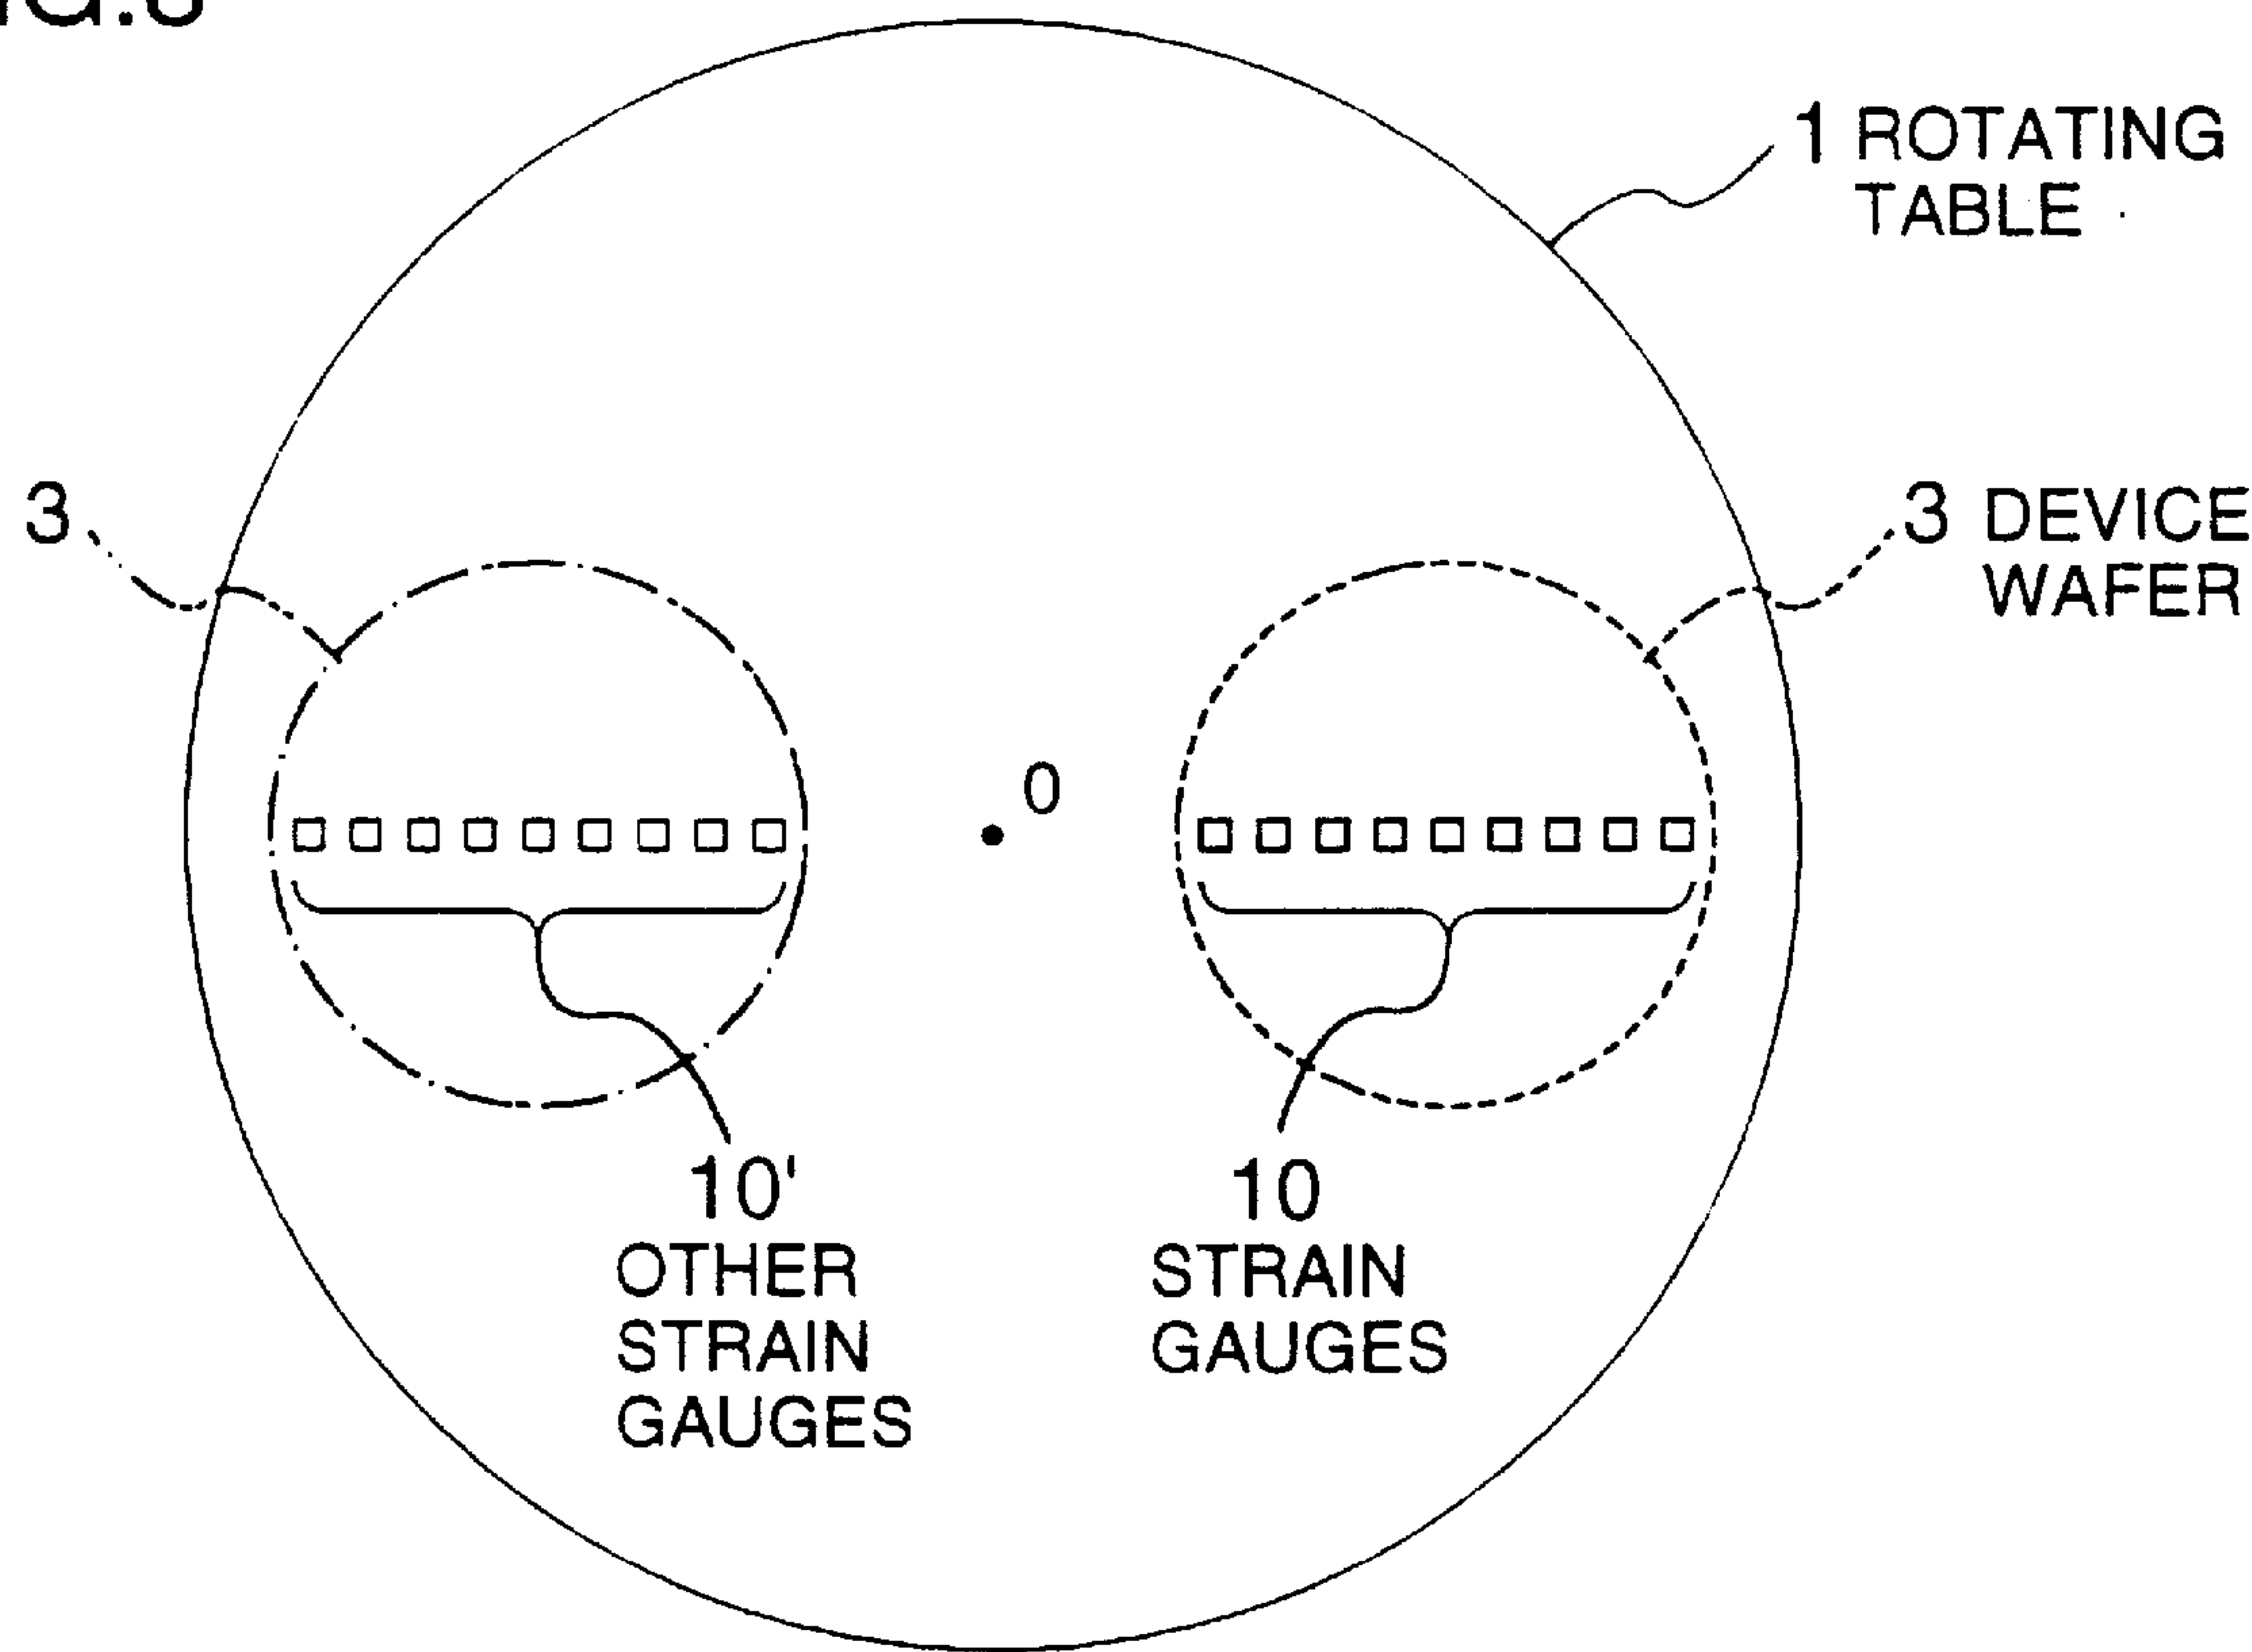 1 ROTATING
TABLE
3
3 DEVICE
WAFER
0
10'
OTHER
STRAIN
GAUGES
10
STRAIN
GAUGES